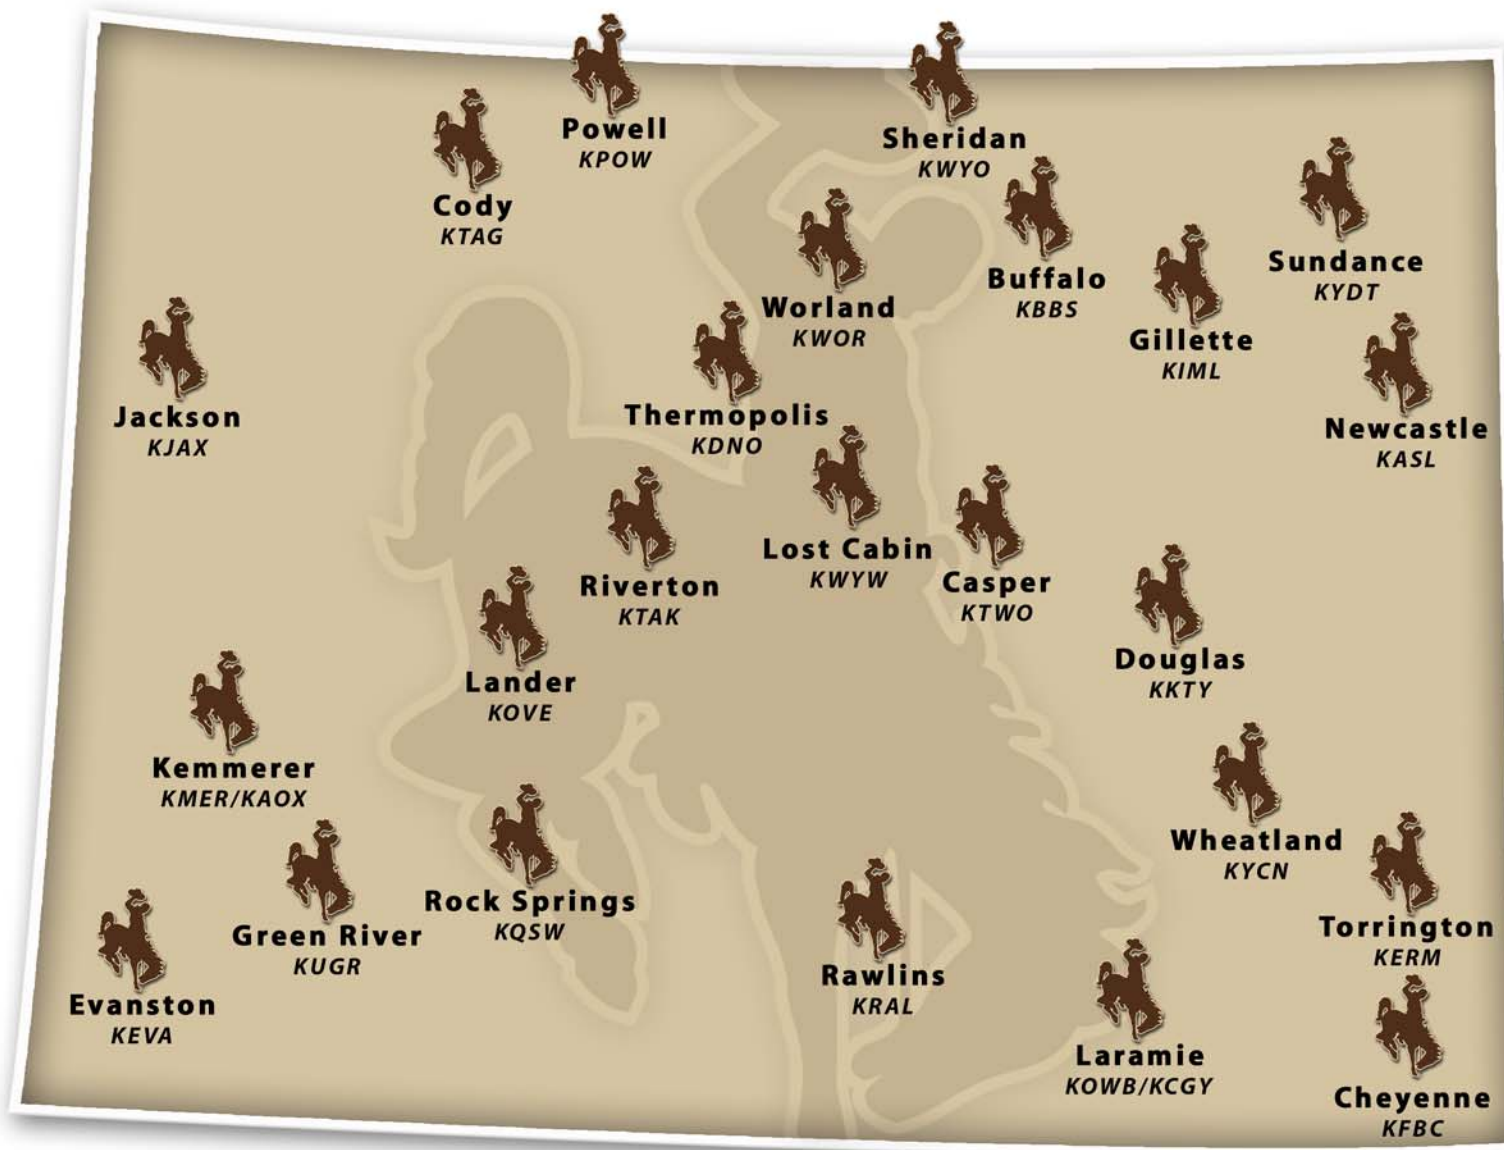 Powell
KPOW
Sheridan
KWYO
Cody
KTAG
Sundance
KYDT
Buffalo
KBBS
Worland
KWOR
Gillette
KIML
Jackson
KJAX
Thermopolis
KDNO
Newcastle
KASL
Lost Cabin
KWYW
Riverton
KTAK
Casper
KTWO
Douglas
KKTY
Lander
KOVE
Kemmerer
KMER/KAOX
Wheatland
KYCN
Rock Springs
KQSW
Green River
KUGR
Torrington
KERM
Rawlins
KRAL
Evanston
KEVA
Laramie
KOWB/KCGY
Cheyenne
KFBC